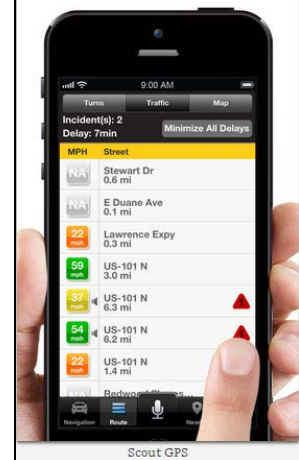 9:00 AM
Turns Traffic Map
Incident(s): 2
Delay: 7min
Minimize All Delays
MPH Street
NA Stewart Dr
0.6 mi
NA E Duane Ave
0.1 mi
22 mph Lawrence Expy
0.3 mi
59 mph US-101 N
3.0 mi
37 mph US-101 N
6.3 mi
54 mph US-101 N
6.2 mi
22 mph US-101 N
1.4 mi
NA
Navigation Route
Scout GPS